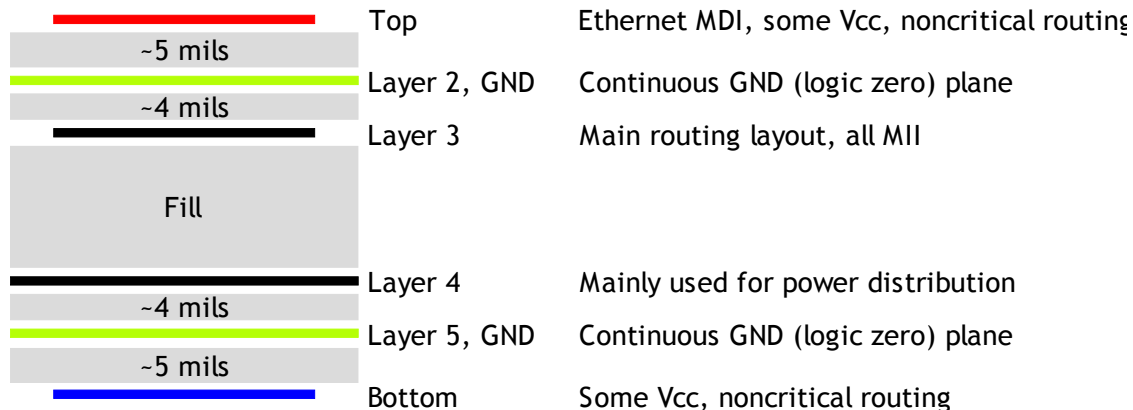 Top Ethernet MDI, some Vcc, noncritical routing
~5 mils
Layer 2, GND Continuous GND (logic zero) plane
~4 mils
Layer 3 Main routing layout, all MII
Fill
Layer 4 Mainly used for power distribution
~4 mils
Layer 5, GND Continuous GND (logic zero) plane
~5 mils
Bottom Some Vcc, noncritical routing